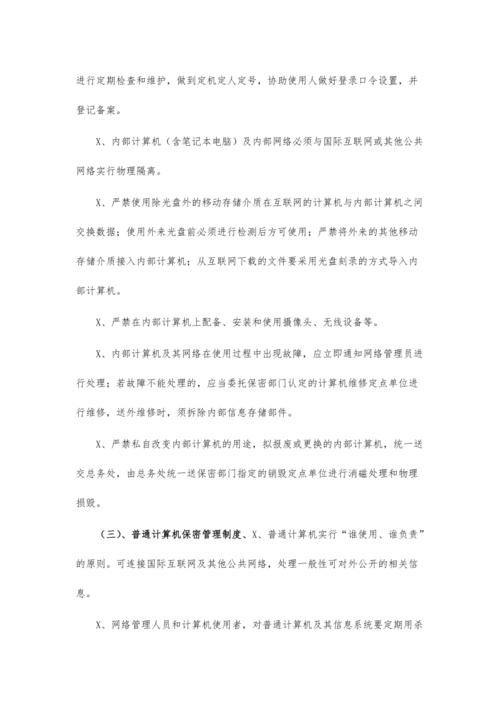 进行定期检查和维护，做到定机定人定号，协助使用人做好登录口令设置，并
登记备案。
X、内部计算机（含笔记本电脑）及内部网络必须与国际互联网或其他公共
网络实行物理隔离。
X、严禁使用除光盘外的移动存储介质在互联网的计算机与内部计算机之间
交换数据；使用外来光盘前必须进行检测后方可使用；严禁将外来的其他移动
存储介质接入内部计算机；从互联网下载的文件要采用光盘刻录的方式导入内
部计算机。
X、严禁在内部计算机上配备、安装和使用摄像头、无线设备等。
X、内部计算机及其网络在使用过程中出现故障，应立即通知网络管理员进
行处理；若故障不能处理的，应当委托保密部门认定的计算机维修定点单位进
行维修，送外维修时，须拆除内部信息存储部件。
X、严禁私自改变内部计算机的用途，拟报废或更换的内部计算机，统一送
交总务处，由总务处统一送保密部门指定的销毁定点单位进行消磁处理和物理
损毁。
（三）、普通计算机保密管理制度、X、普通计算机实行“谁使用、谁负责”
的原则。可连接国际互联网及其他公共网络，处理一般性可对外公开的相关信
息。
X、网络管理人员和计算机使用者，对普通计算机及其信息系统要定期用杀